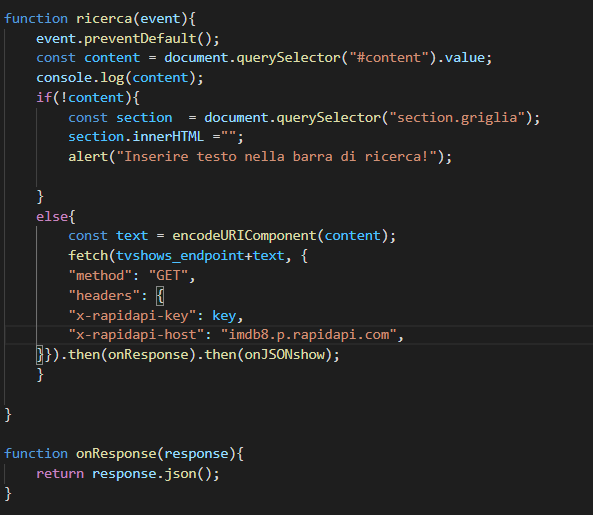 function ricerca(event){
    event.preventDefault();
    const content = document.querySelector("#content").value;
    console.log(content);
    if(!content){
        const section  = document.querySelector("section.griglia");
        section.innerHTML ="";
        alert("Inserire testo nella barra di ricerca!");
    }
    else{
        const text = encodeURIComponent(content);
        fetch(tvshows_endpoint+text, {
        "method": "GET",
        "headers": {
        "x-rapidapi-key": key,
        "x-rapidapi-host": "imdb8.p.rapidapi.com",
    }}).then(onResponse).then(onJSONshow);
    }
}
function onResponse(response){
    return response.json();
}